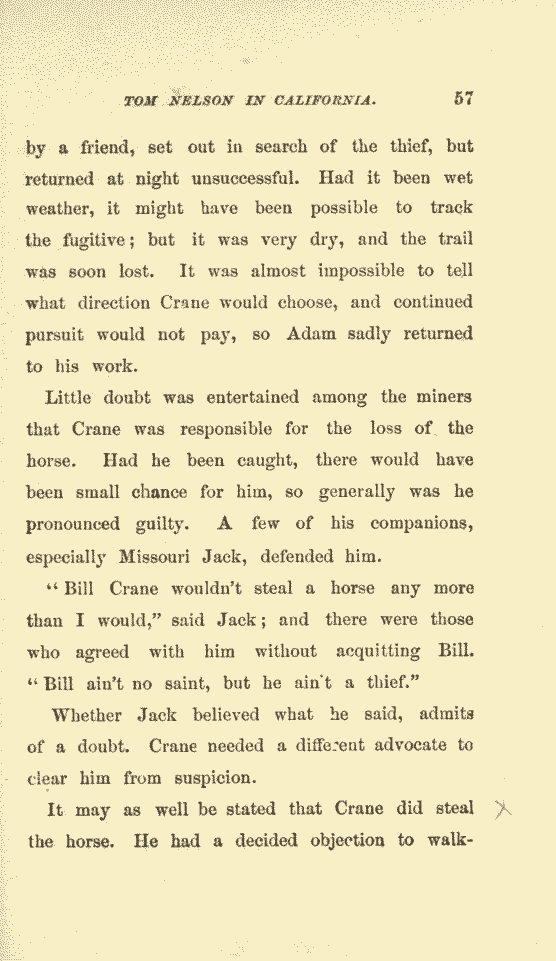 TOM NELSON IN CALIFORNIA. 57
by a friend, set out in search of the thief, but
returned at night unsuccessful. Had it been wet
weather, it might have been possible to track
the fugitive; but it was very dry, and the trail
was soon lost. It was almost impossible to tell
what direction Crane would choose, and continued
pursuit would not pay, so Adam sadly returned
to his work.
Little doubt was entertained among the miners
that Crane was responsible for the loss of the
horse. Had he been caught, there would have
been small chance for him, so generally was he
pronounced guilty. A few of his companions,
especially Missouri Jack, defended him.
“Bill Crane wouldn't steal a horse any more
than I would,” said Jack; and there were those
who agreed with him without acquitting Bill.
“Bill ain't no saint, but he ain't a thief.”
Whether Jack believed what he said, admits
of a doubt. Crane needed a different advocate to
clear him from suspicion.
It may as well be stated that Crane did steal
the horse. He had a decided objection to walk-